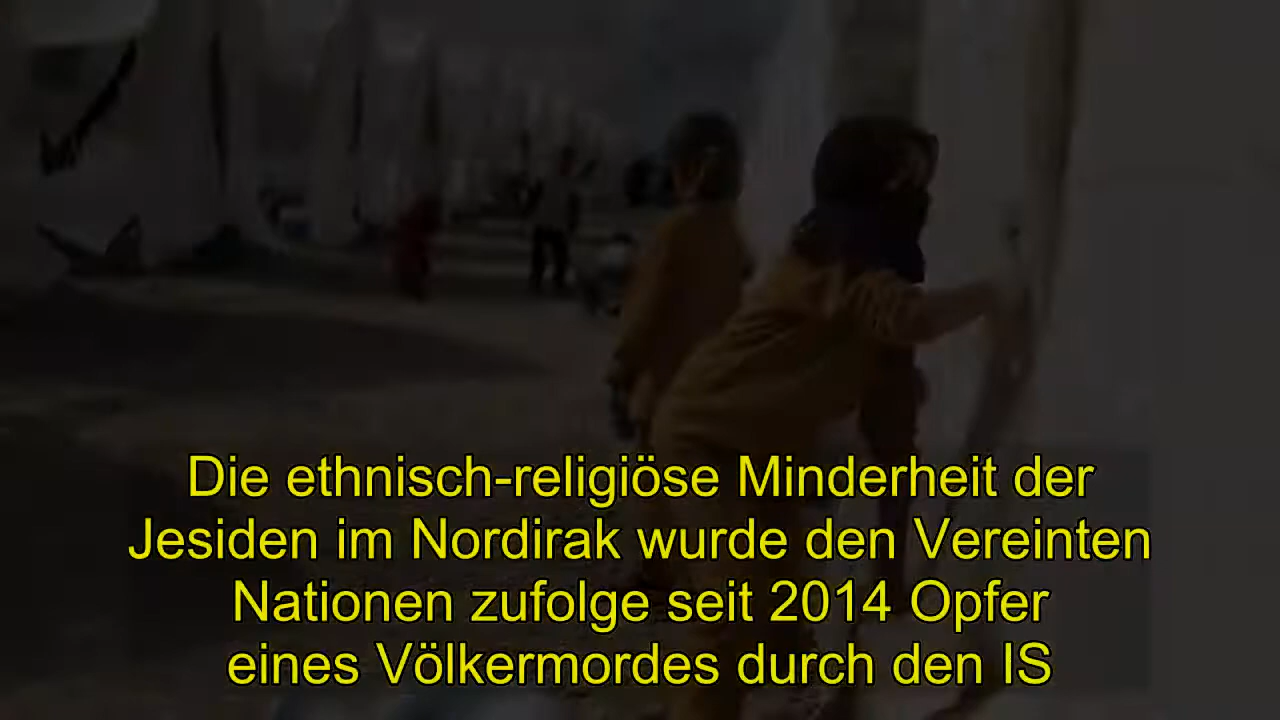 Die ethnisch-religiöse Minderheit der
Jesiden im Nordirak wurde den Vereinten
Nationen zufolge seit 2014 Opfer
eines Völkermordes durch den IS